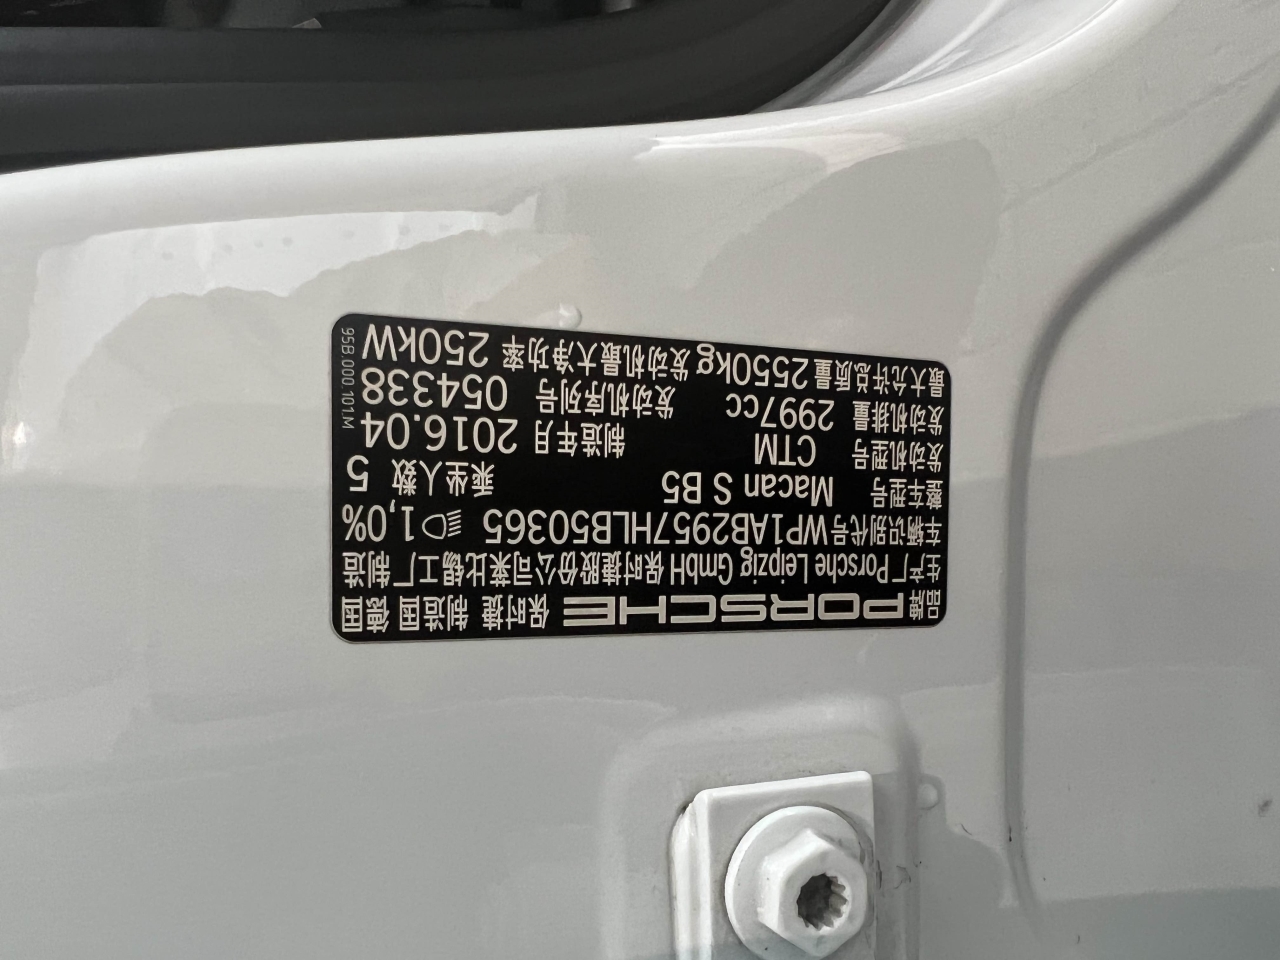 品牌 PORSCHE 保时捷 制造国 德国
生产厂 Porsche Leipzig GmbH 保时捷股份公司莱比锡工厂 制造
车辆识别代号 WP1AB2957HLB50365 1,0%
整车型号 Macan S B5 乘坐人数 5
发动机型号 CTM 制造年月 2016.04
发动机排量 2997cc 发动机序列号 054338
最大允许总质量 2550kg 发动机最大净功率 250kW
95B.000.101.M